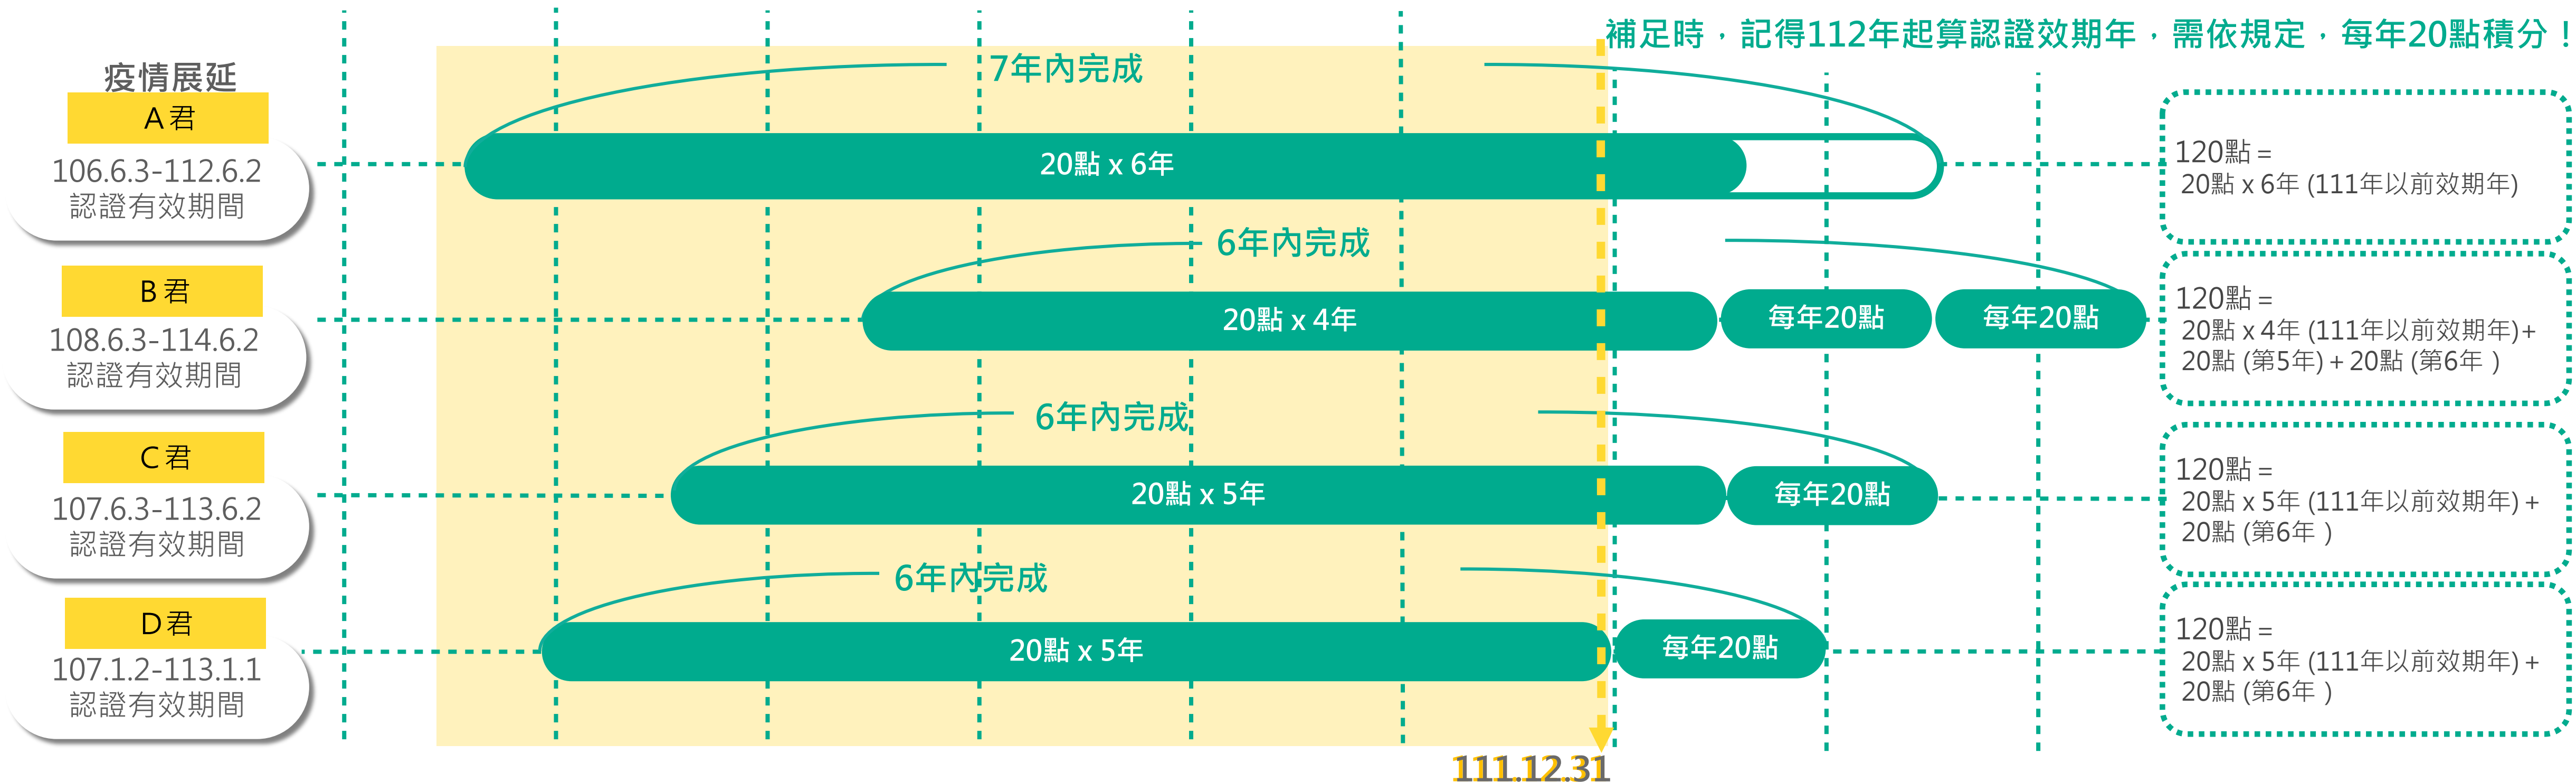 補足時，記得112年起算認證效期年，需依規定，每年20點積分！
疫情展延
A 君
106.6.3-112.6.2
認證有效期間
7年內完成
20點 x 6年
120點 =
20點 x 6年 (111年以前效期年)
B 君
108.6.3-114.6.2
認證有效期間
6年內完成
20點 x 4年
每年20點
每年20點
120點 =
20點 x 4年 (111年以前效期年)+
20點 (第5年) + 20點 (第6年 )
C 君
107.6.3-113.6.2
認證有效期間
6年內完成
20點 x 5年
每年20點
120點 =
20點 x 5年 (111年以前效期年) +
20點 (第6年 )
D 君
107.1.2-113.1.1
認證有效期間
6年內完成
20點 x 5年
每年20點
120點 =
20點 x 5年 (111年以前效期年) +
20點 (第6年 )
111.12.31